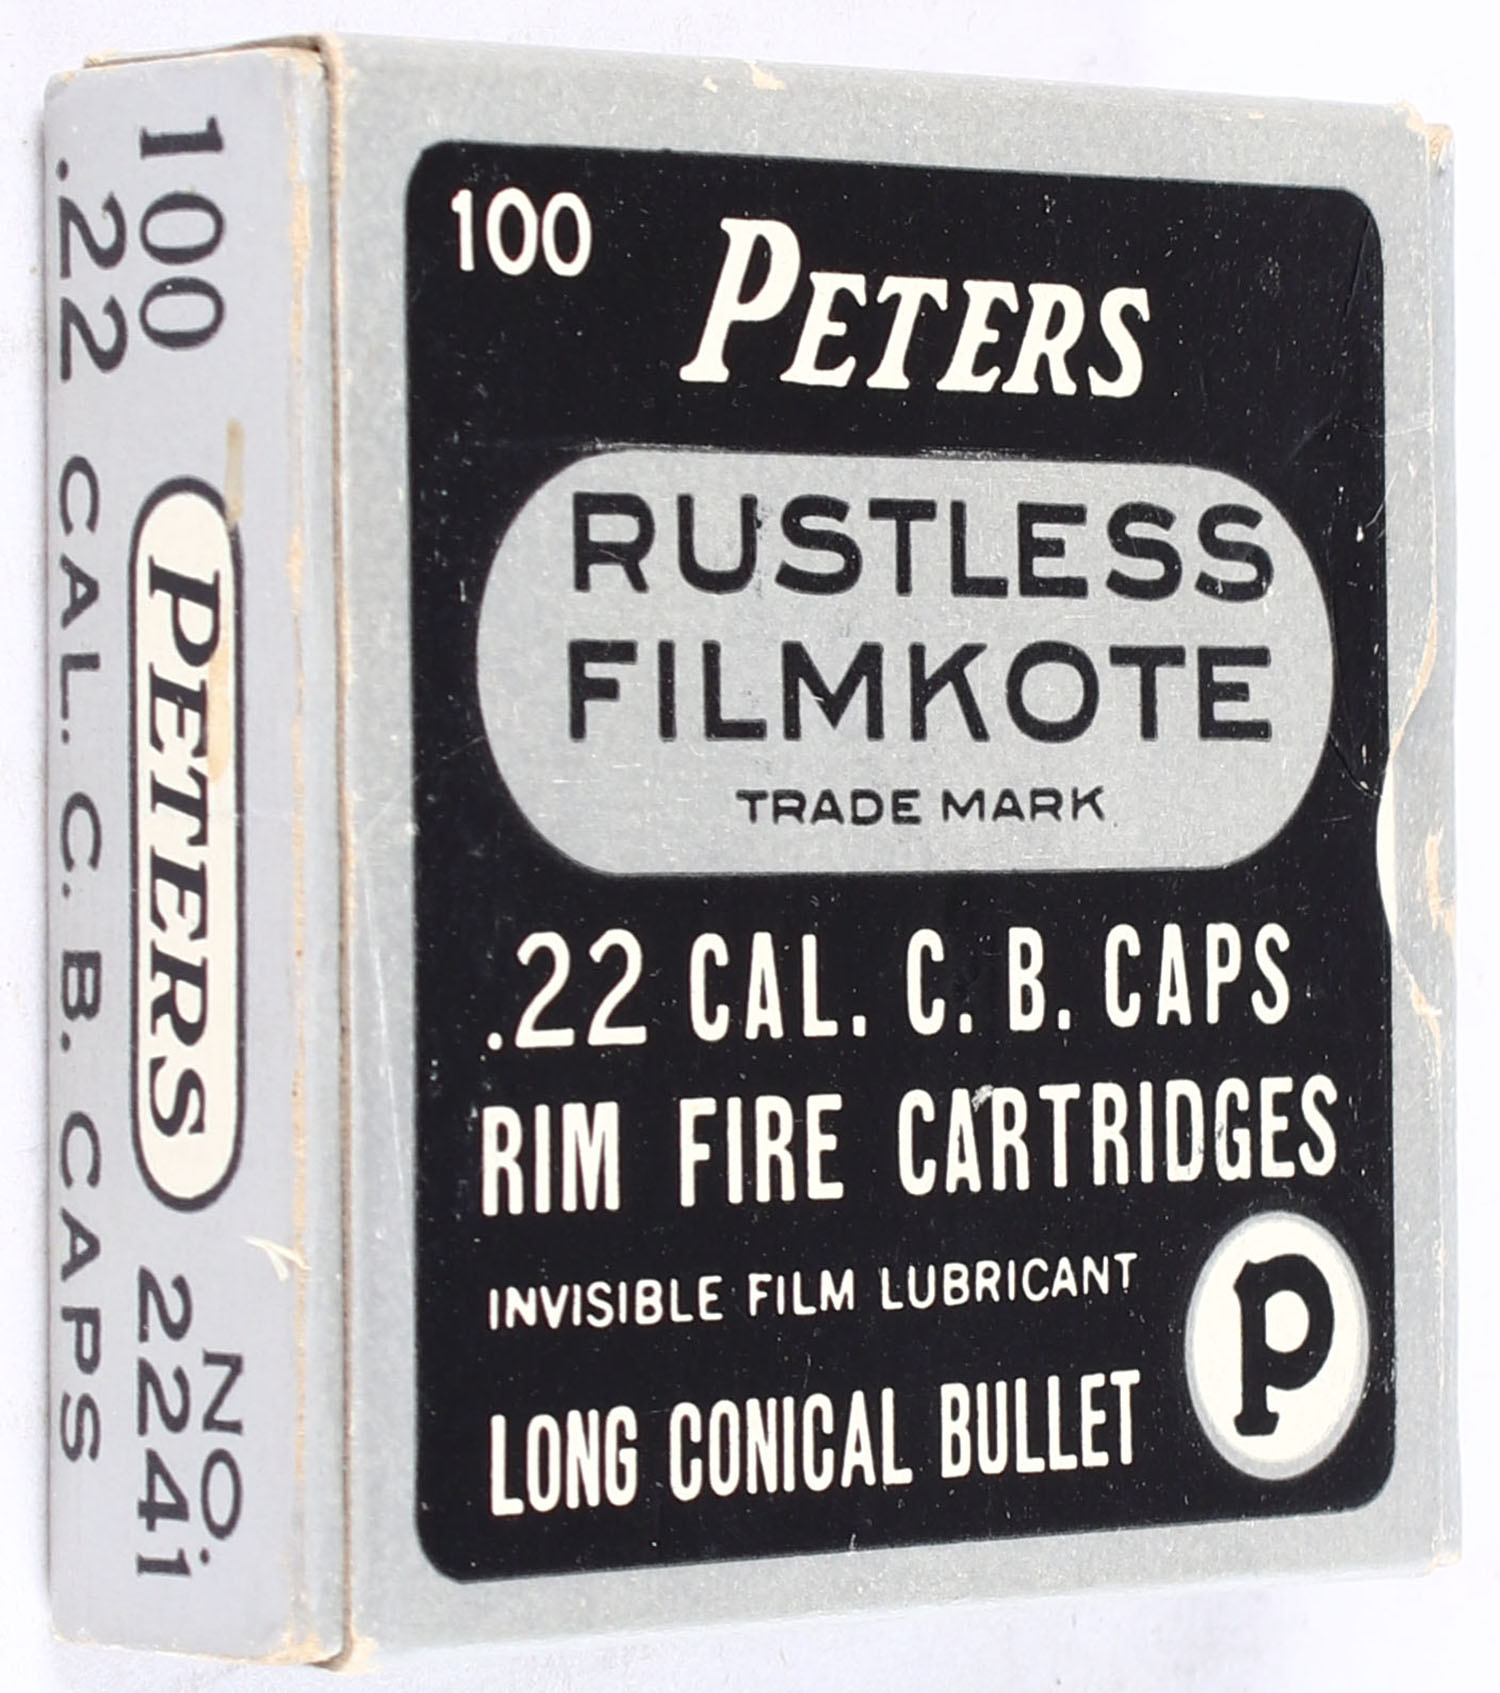 100
PETERS
RUSTLESS
FILMKOTE
TRADE MARK
.22 CAL. C. B. CAPS
RIM FIRE CARTRIDGES
INVISIBLE FILM LUBRICANT
LONG CONICAL BULLET
P
100 PETERS NO. 2241
.22 CAL. C. B. CAPS